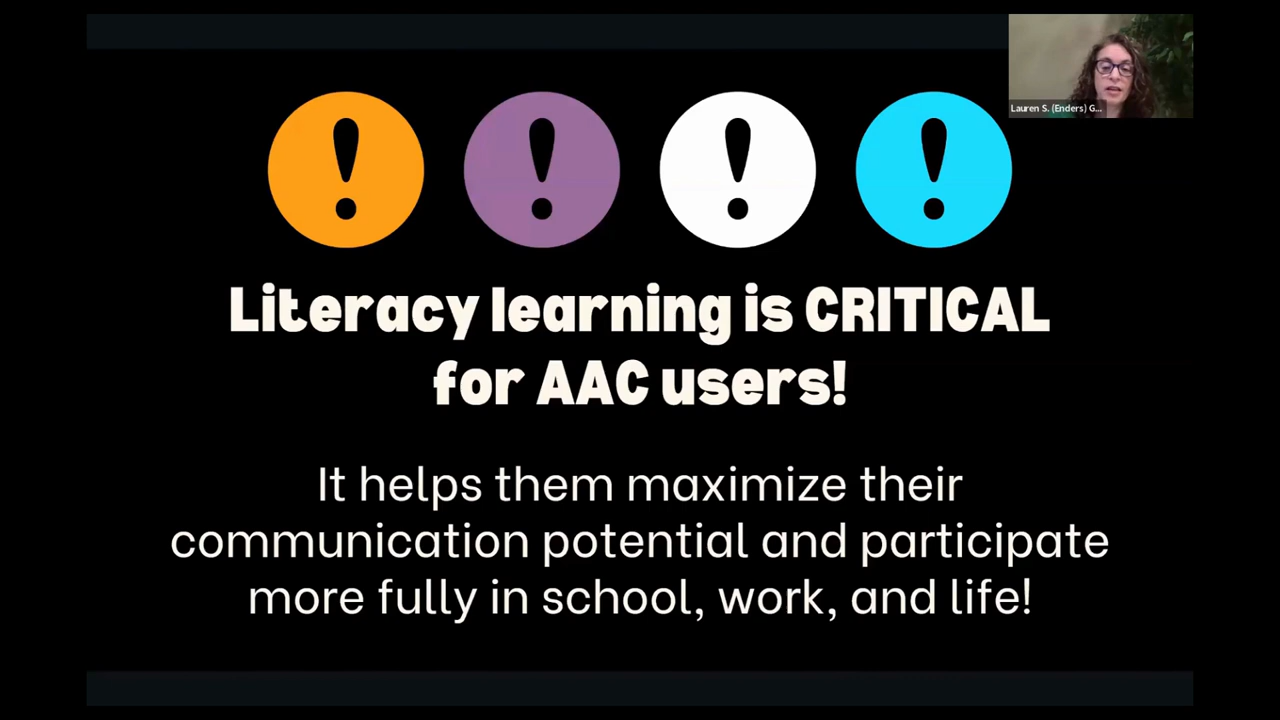 Lauren S. (Enders) G...
! ! ! !
Literacy learning is CRITICAL
for AAC users!
It helps them maximize their
communication potential and participate
more fully in school, work, and life!